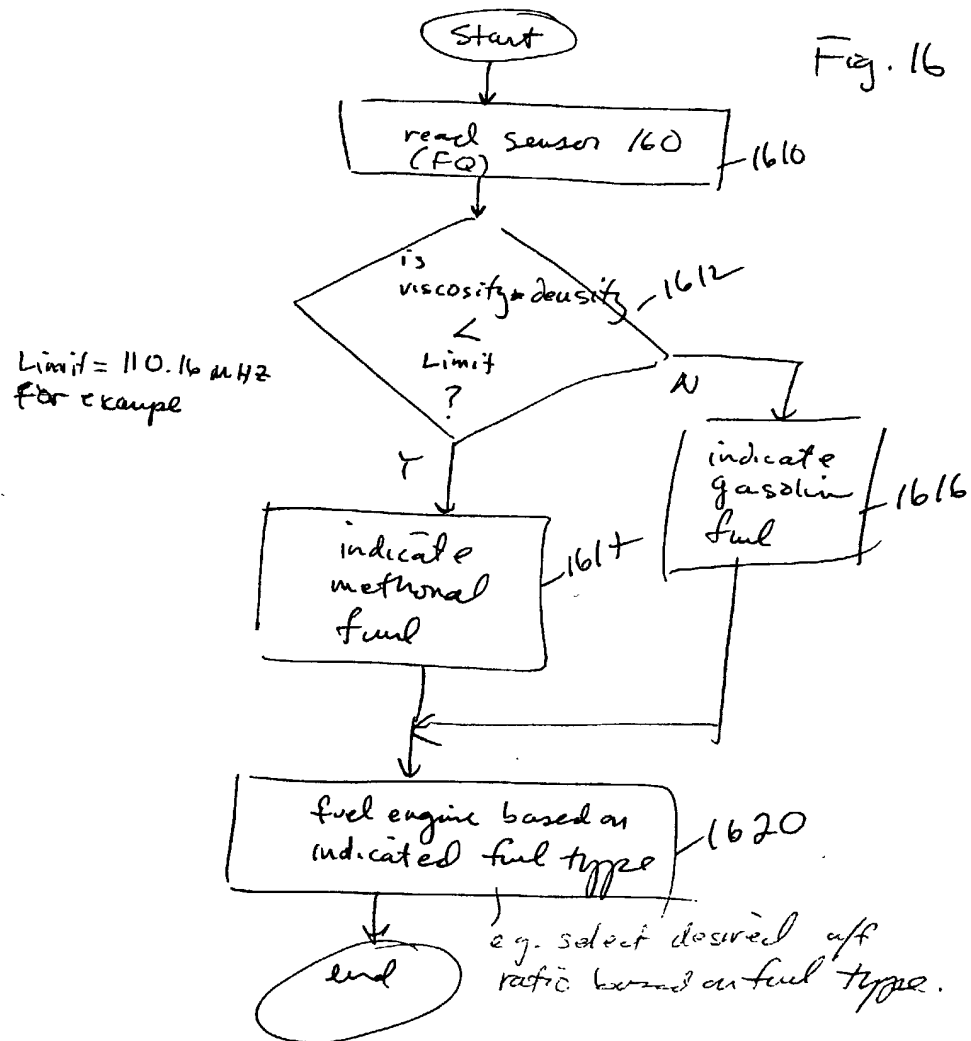 Start
Fig. 16
read sensor 160
(FQ)
1610
is
viscosity * density
<
Limit
?
1612
Limit = 110.16 mHZ
for exaupl
N
Y
indicate
gasolin
fuel
1616
indicate
methonal
fuel
1614
fuel engine based on
indicated fuel type
1620
e.g. select desired a/f
ratio based on fuel type.
end